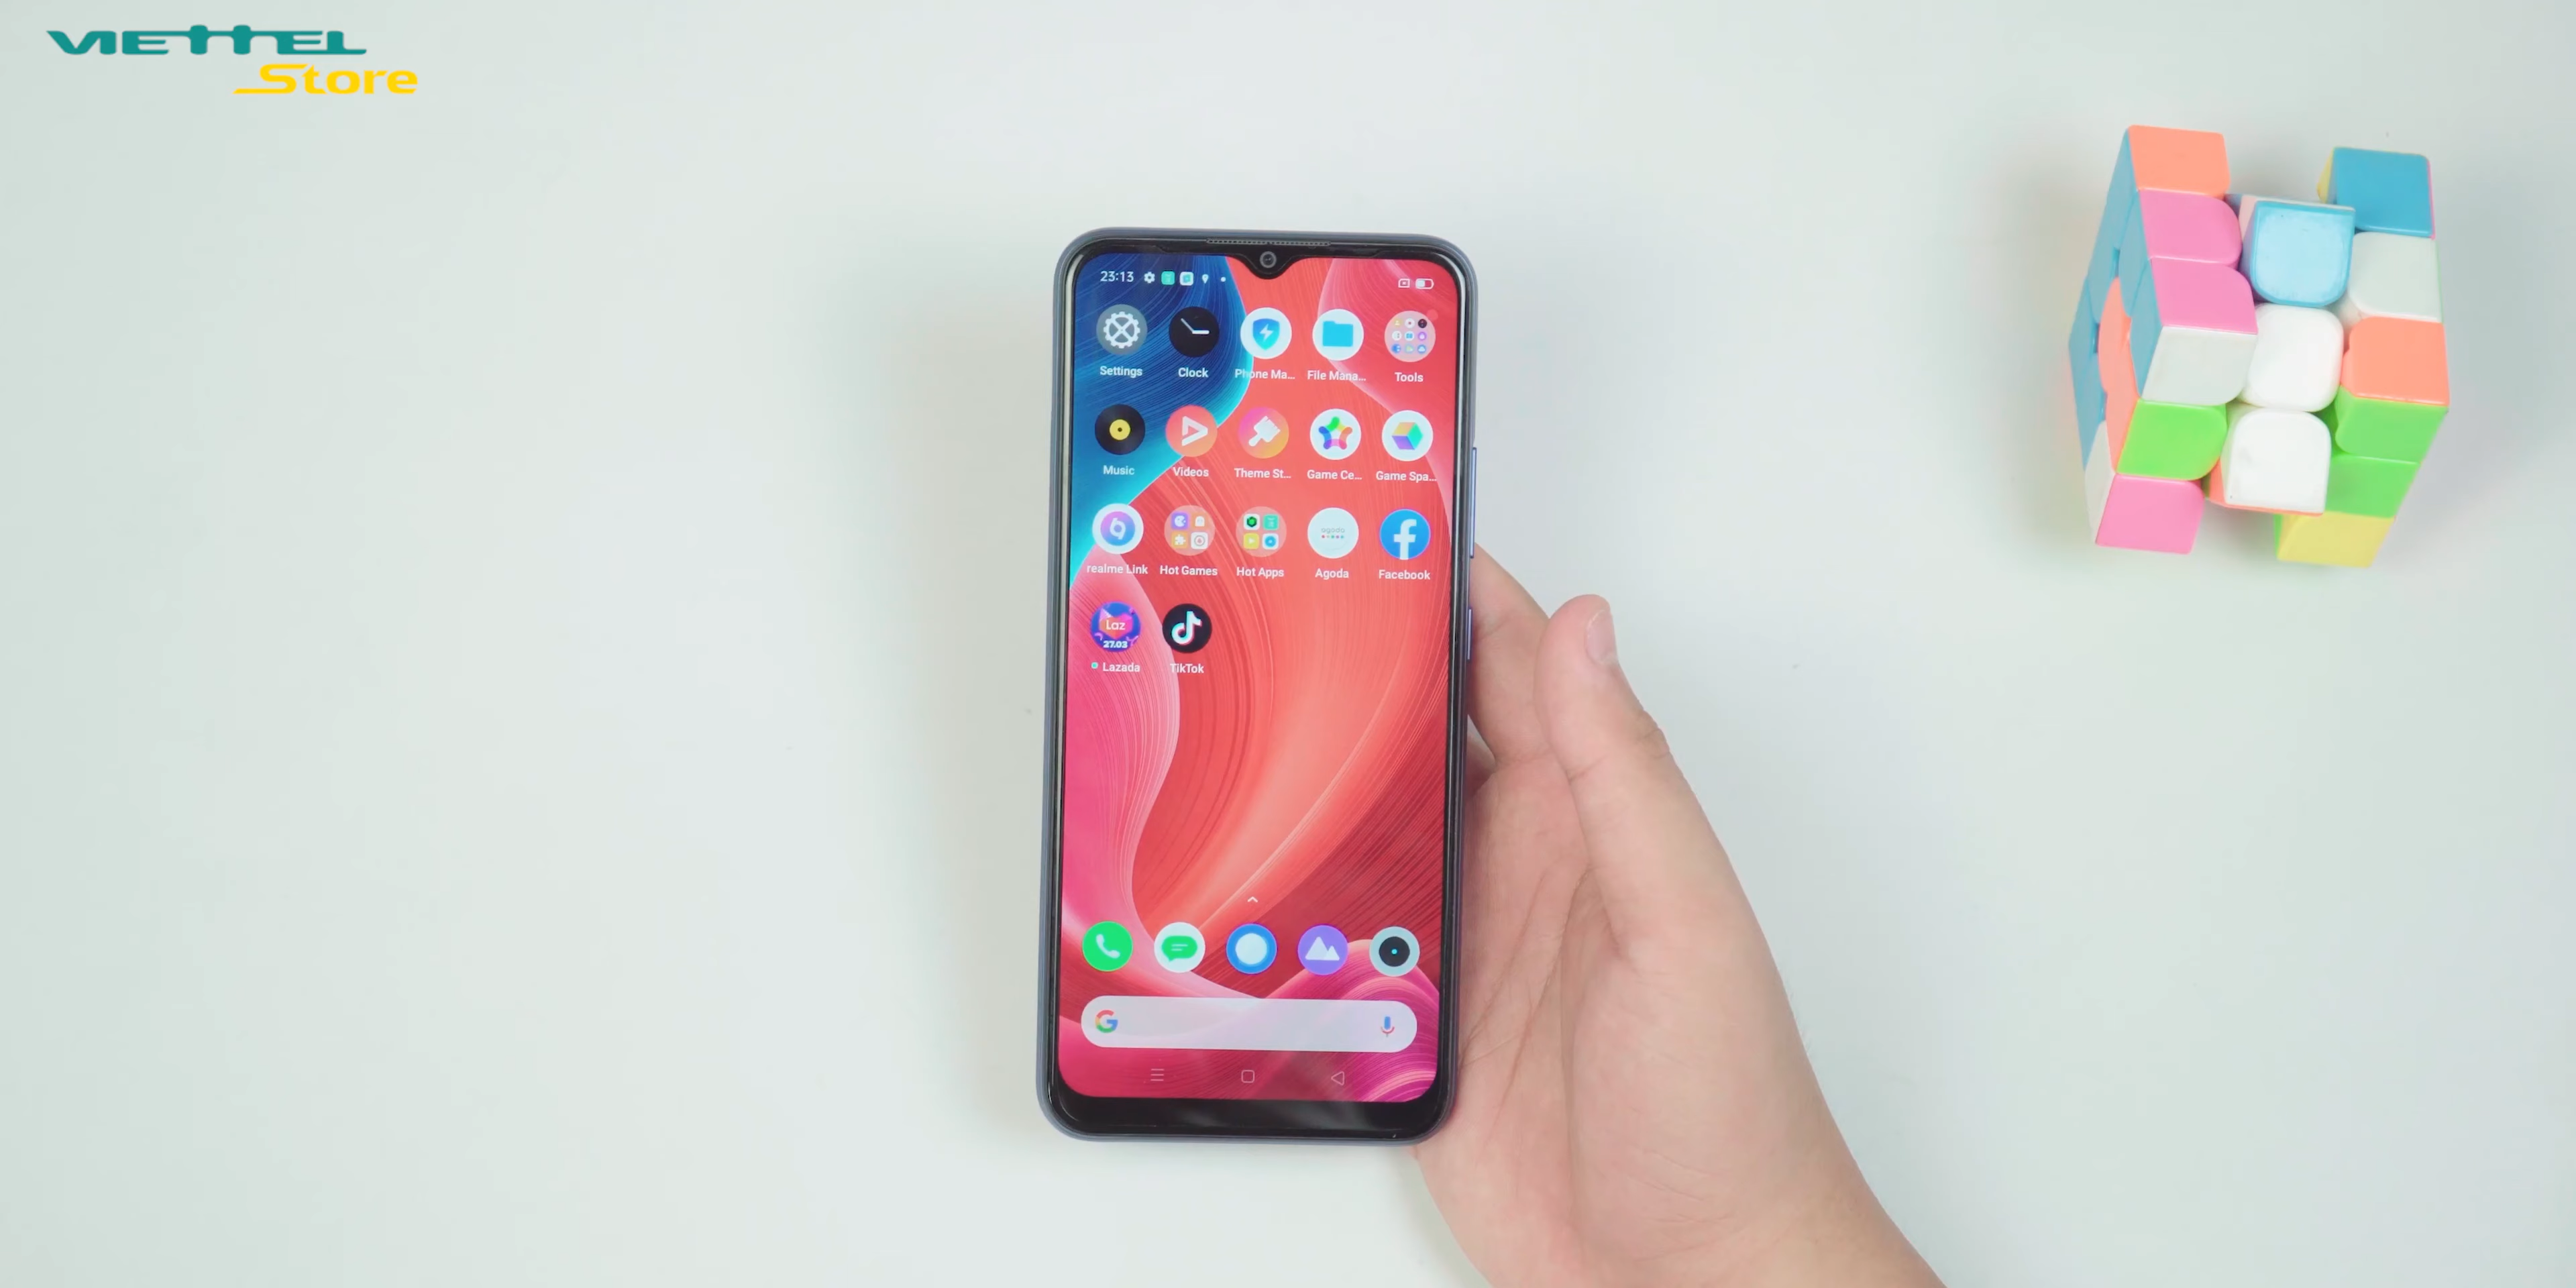 VIETTEL
Store
23:13
Settings Clock Phone Ma... File Mana... Tools
Music Videos Theme St... Game Ce... Game Spa...
agoda
realme Link Hot Games Hot Apps Agoda Facebook
Laz
27.03
Lazada TikTok